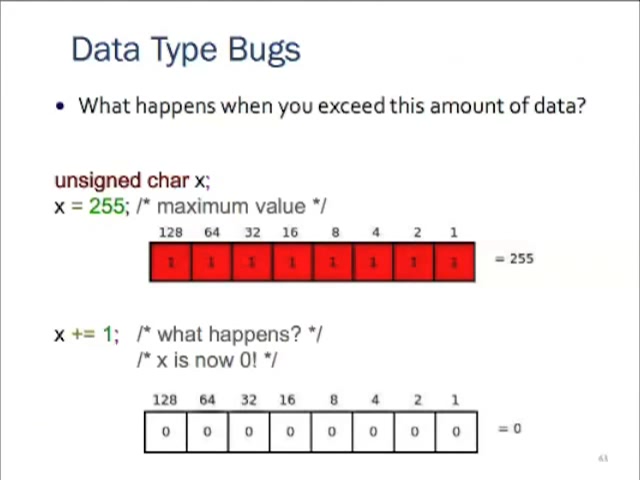 Data Type Bugs
• What happens when you exceed this amount of data?
unsigned char x;
x = 255; /* maximum value */
128 64 32 16 8 4 2 1
1 1 1 1 1 1 1 1 = 255
x += 1; /* what happens? */
/* x is now 0! */
128 64 32 16 8 4 2 1
0 0 0 0 0 0 0 0 = 0
63